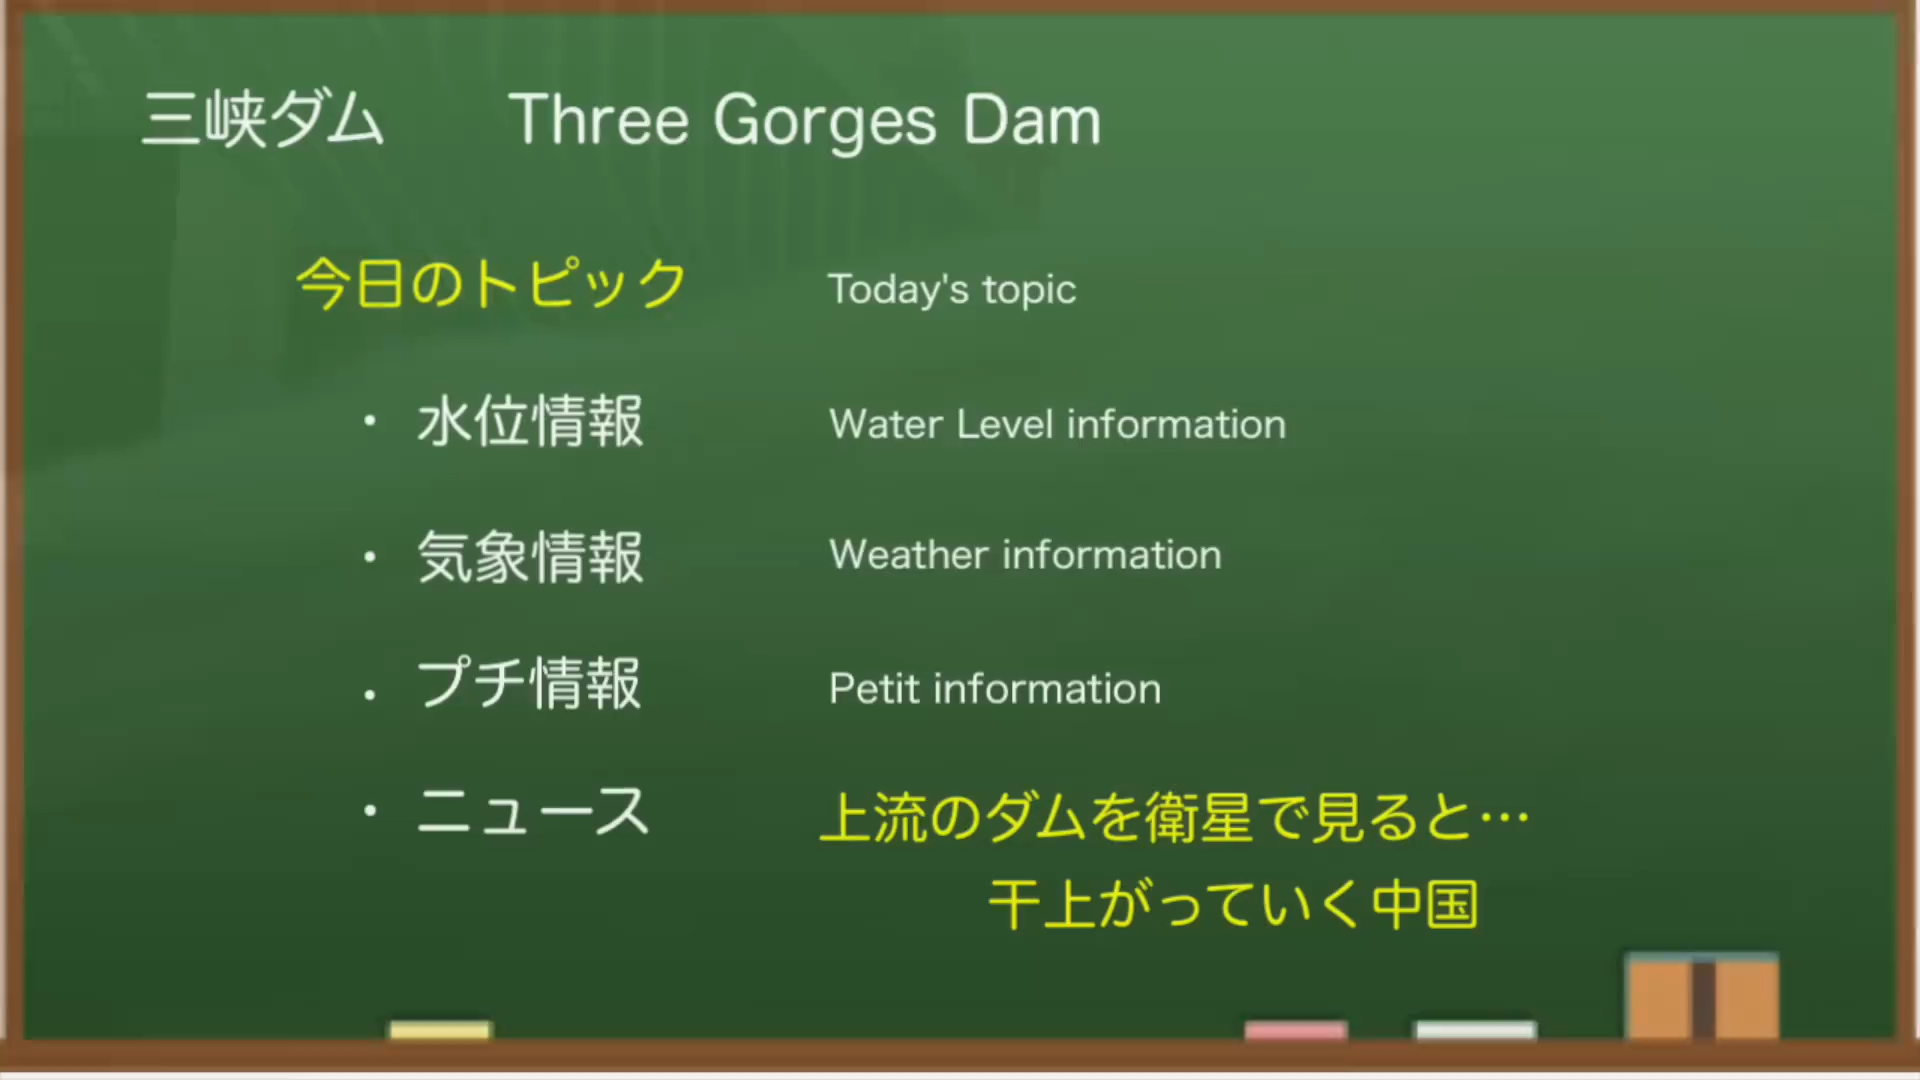 三峡ダム Three Gorges Dam
今日のトピック Today's topic
・ 水位情報 Water Level information
・ 気象情報 Weather information
・ プチ情報 Petit information
・ ニュース 上流のダムを衛星で見ると…
干上がっていく中国